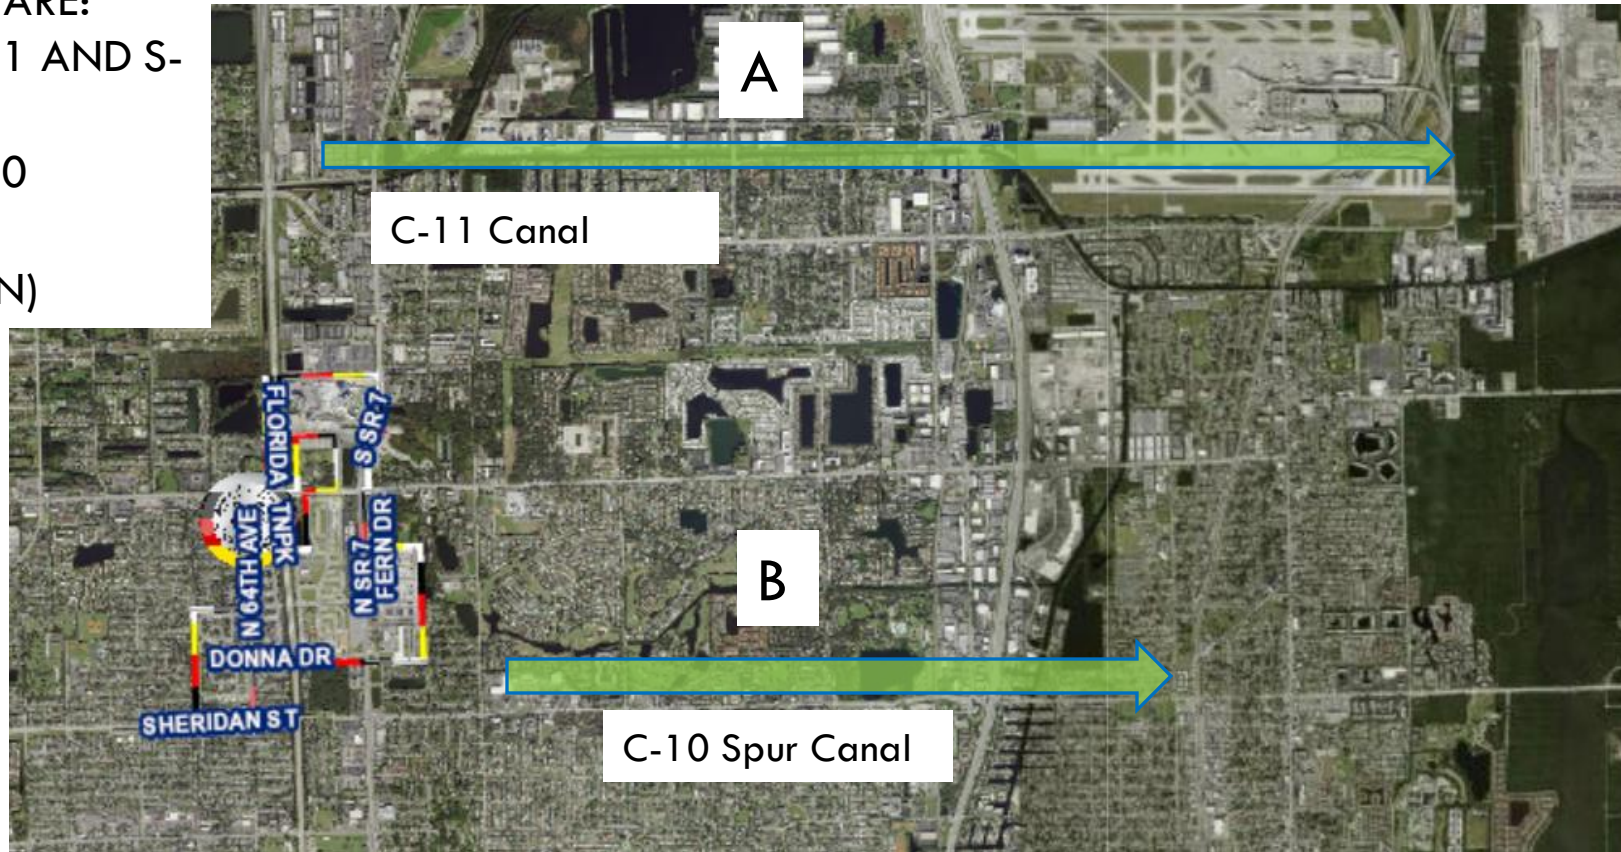 ARE:
1 AND S-
0
N)
A
C-11 Canal
FLORIDA TNPK
S SR-7
N 64TH AVE
N SR-7
FERN DR
B
DONNA DR
SHERIDAN ST
C-10 Spur Canal